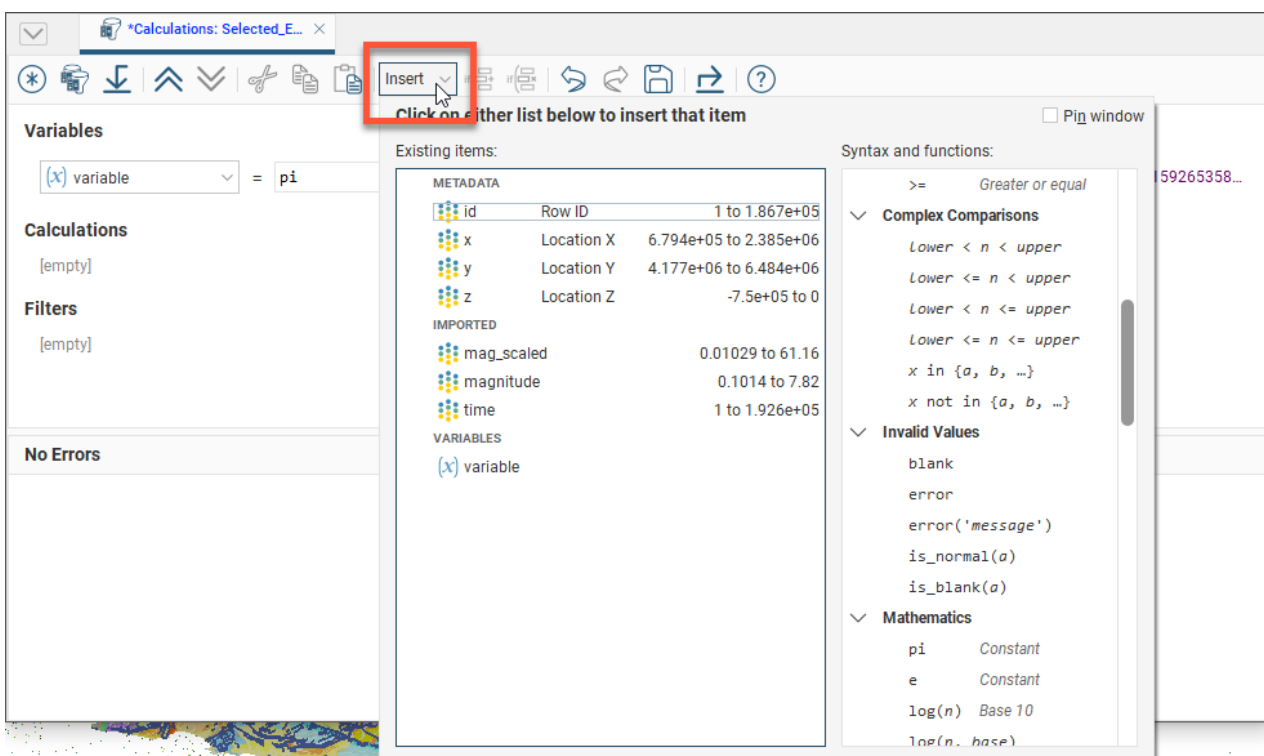 *Calculations: Selected_E...
Insert
Click on either list below to insert that item
Pin window
Variables
Existing items:
Syntax and functions:
(x) variable = pi
159265358...
METADATA
id Row ID 1 to 1.867e+05
x Location X 6.794e+05 to 2.385e+06
y Location Y 4.177e+06 to 6.484e+06
z Location Z -7.5e+05 to 0
IMPORTED
mag_scaled 0.01029 to 61.16
magnitude 0.1014 to 7.82
time 1 to 1.926e+05
VARIABLES
(x) variable
>= Greater or equal
Complex Comparisons
lower < n < upper
lower <= n < upper
lower < n <= upper
lower <= n <= upper
x in {a, b, …}
x not in {a, b, …}
Invalid Values
blank
error
error('message')
is_normal(a)
is_blank(a)
Mathematics
pi Constant
e Constant
log(n) Base 10
log(n, base)
Calculations
[empty]
Filters
[empty]
No Errors